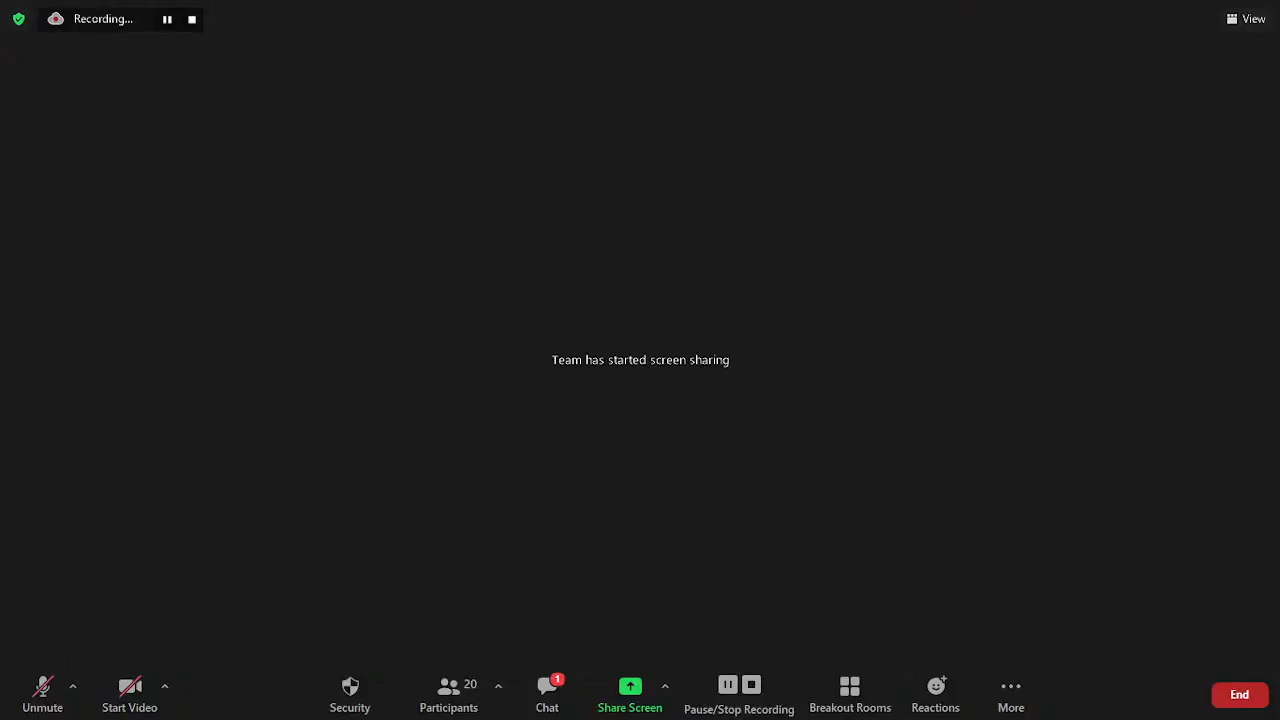 Recording...
View
Team has started screen sharing
Unmute
Start Video
Security
Participants
20
Chat
1
Share Screen
Pause/Stop Recording
Breakout Rooms
Reactions
More
End